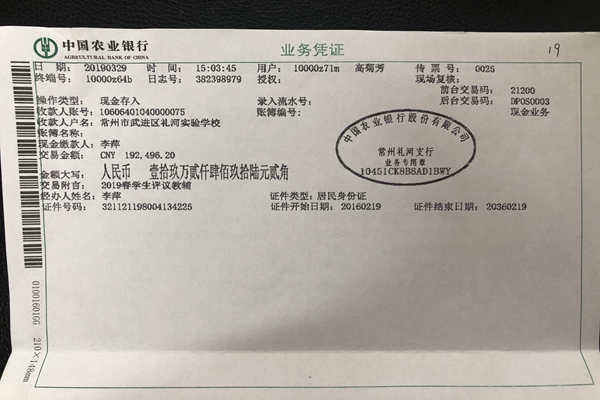 中国农业银行
AGRICULTURAL BANK OF CHINA
业务凭证
19
日 期: 20190329 时 间: 15:03:45 用户: 10000z71m 高菊芳 传 票 号: 0025
终端号: 10000z64b 日志号: 382398979 授权: 现场复核:
前台交易码: 21200
操作类型: 现金存入 录入流水号: 后台交易码: DP0S0003
收款人账号: 10606401040000075 账簿编号: 现金业务
收款人户名: 常州市武进区礼河实验学校
账簿名:
现金缴款人: 李萍
交易金额: CNY 192,496.20
金额大写: 人民币 壹拾玖万贰仟肆佰玖拾陆元贰角
交易附言: 2019春学生评议教辅
经办人姓名: 李萍 证件类型: 居民身份证
证件号码: 321121198004134225 证件开始日期: 20160219 证件结束日期: 20360219
中国农业银行股份有限公司
常州礼河支行
业务专用章
10451CK8B8AD1BWY
0100160166 210×148mm